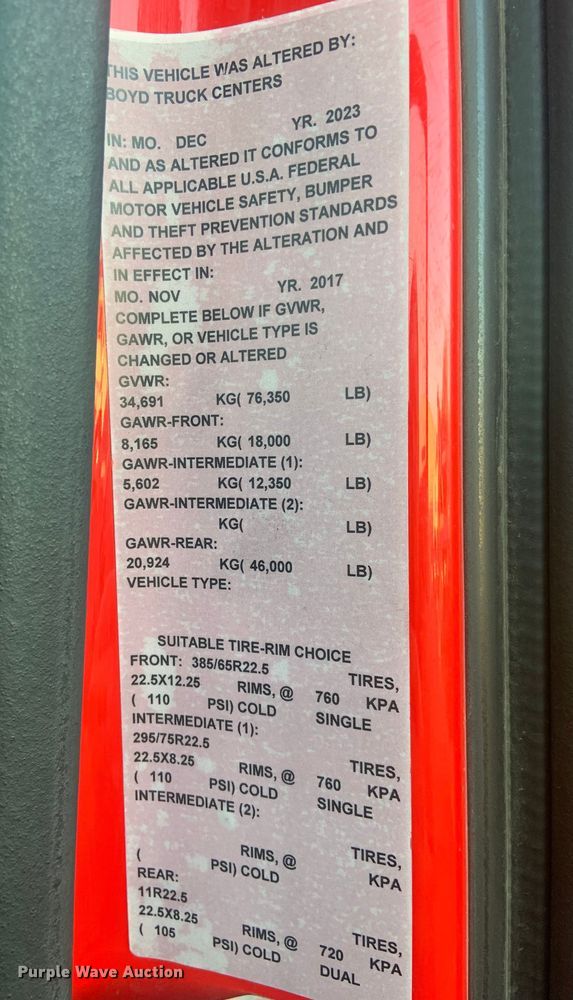 THIS VEHICLE WAS ALTERED BY:
BOYD TRUCK CENTERS
IN: MO. DEC YR. 2023
AND AS ALTERED IT CONFORMS TO
ALL APPLICABLE U.S.A. FEDERAL
MOTOR VEHICLE SAFETY, BUMPER
AND THEFT PREVENTION STANDARDS
AFFECTED BY THE ALTERATION AND
IN EFFECT IN:
MO. NOV YR. 2017
COMPLETE BELOW IF GVWR,
GAWR, OR VEHICLE TYPE IS
CHANGED OR ALTERED
GVWR:
34,691 KG( 76,350 LB)
GAWR-FRONT:
8,165 KG( 18,000 LB)
GAWR-INTERMEDIATE (1):
5,602 KG( 12,350 LB)
GAWR-INTERMEDIATE (2):
KG( LB)
GAWR-REAR:
20,924 KG( 46,000 LB)
VEHICLE TYPE:
SUITABLE TIRE-RIM CHOICE
FRONT: 385/65R22.5 TIRES,
22.5X12.25 RIMS, @ 760 KPA
( 110 PSI) COLD SINGLE
INTERMEDIATE (1):
295/75R22.5 TIRES,
22.5X8.25 RIMS, @ 760 KPA
( 110 PSI) COLD SINGLE
INTERMEDIATE (2):
TIRES,
RIMS, @ KPA
( PSI) COLD
REAR:
11R22.5 TIRES,
22.5X8.25 RIMS, @ 720 KPA
( 105 PSI) COLD DUAL
Purple Wave Auction